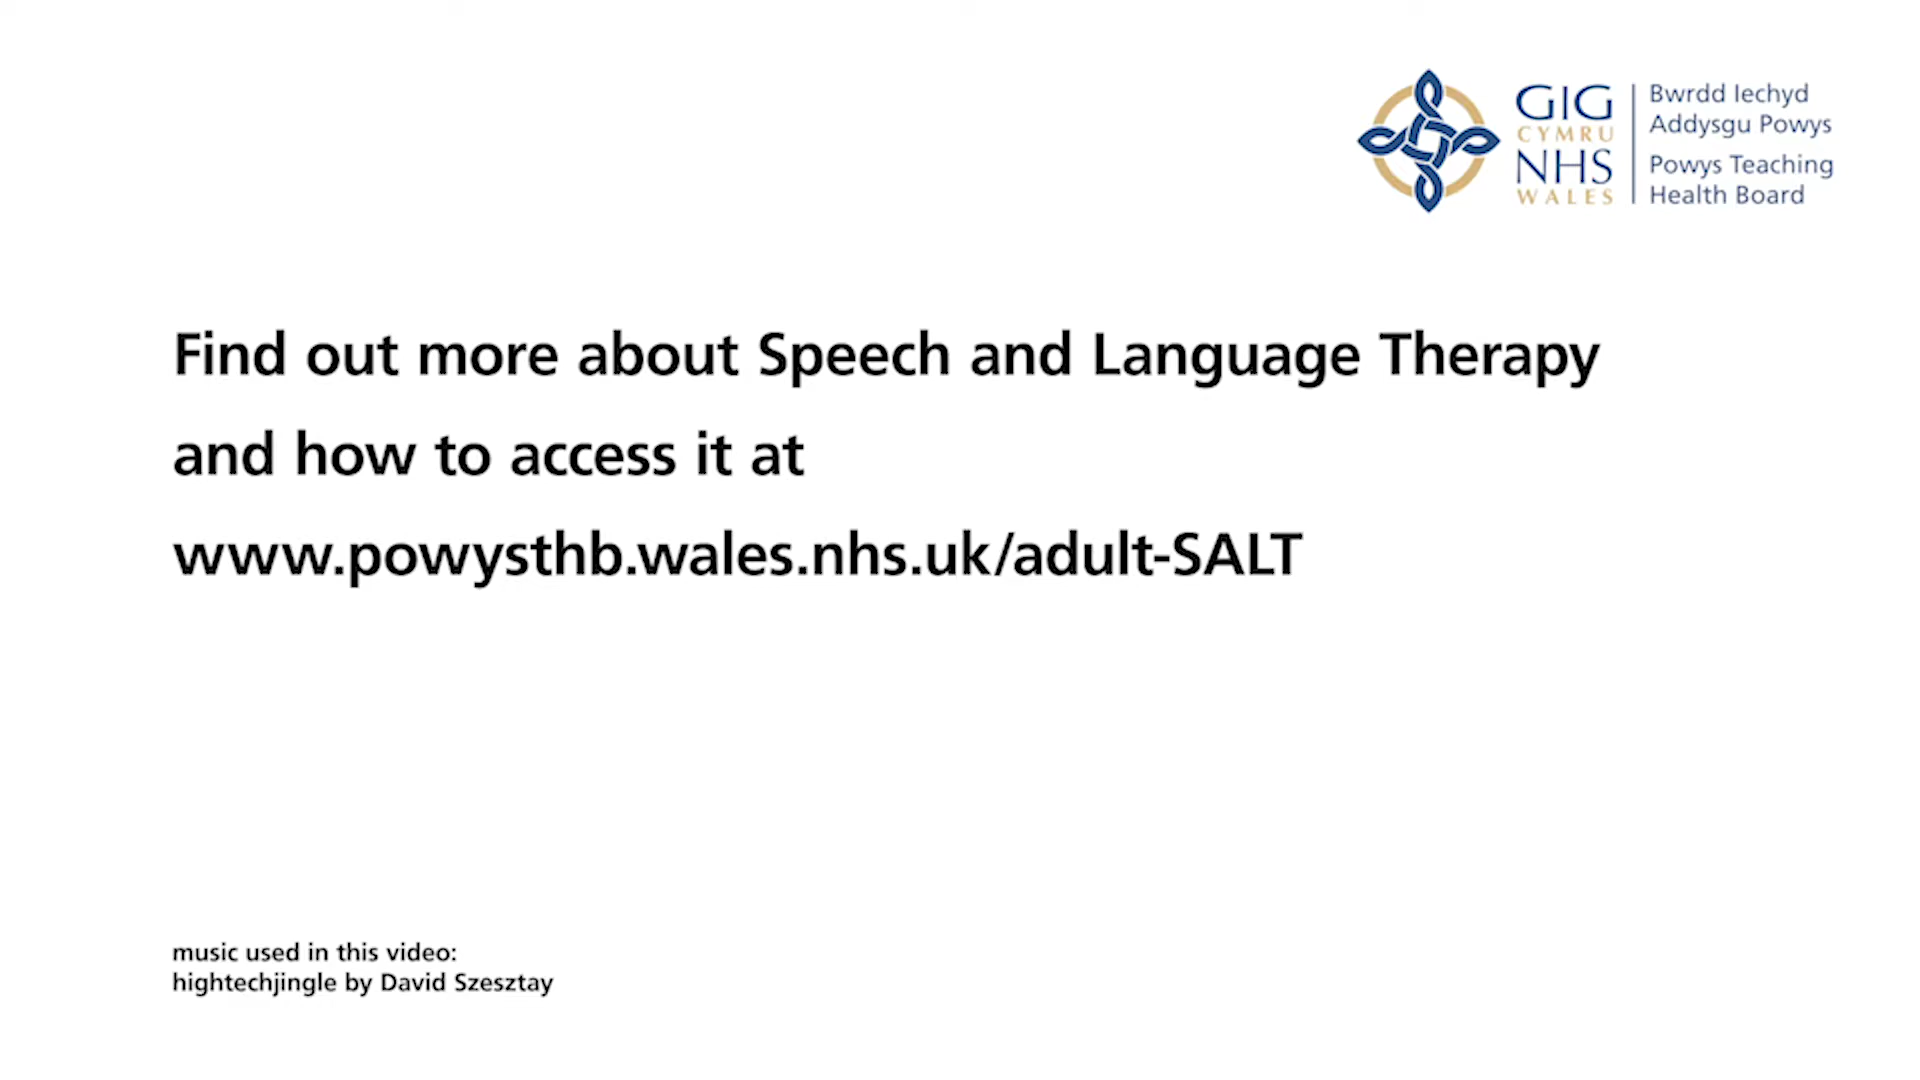 GIG
CYMRU
NHS
WALES
Bwrdd Iechyd
Addysgu Powys
Powys Teaching
Health Board
Find out more about Speech and Language Therapy
and how to access it at
www.powysthb.wales.nhs.uk/adult-SALT
music used in this video:
hightechjingle by David Szesztay